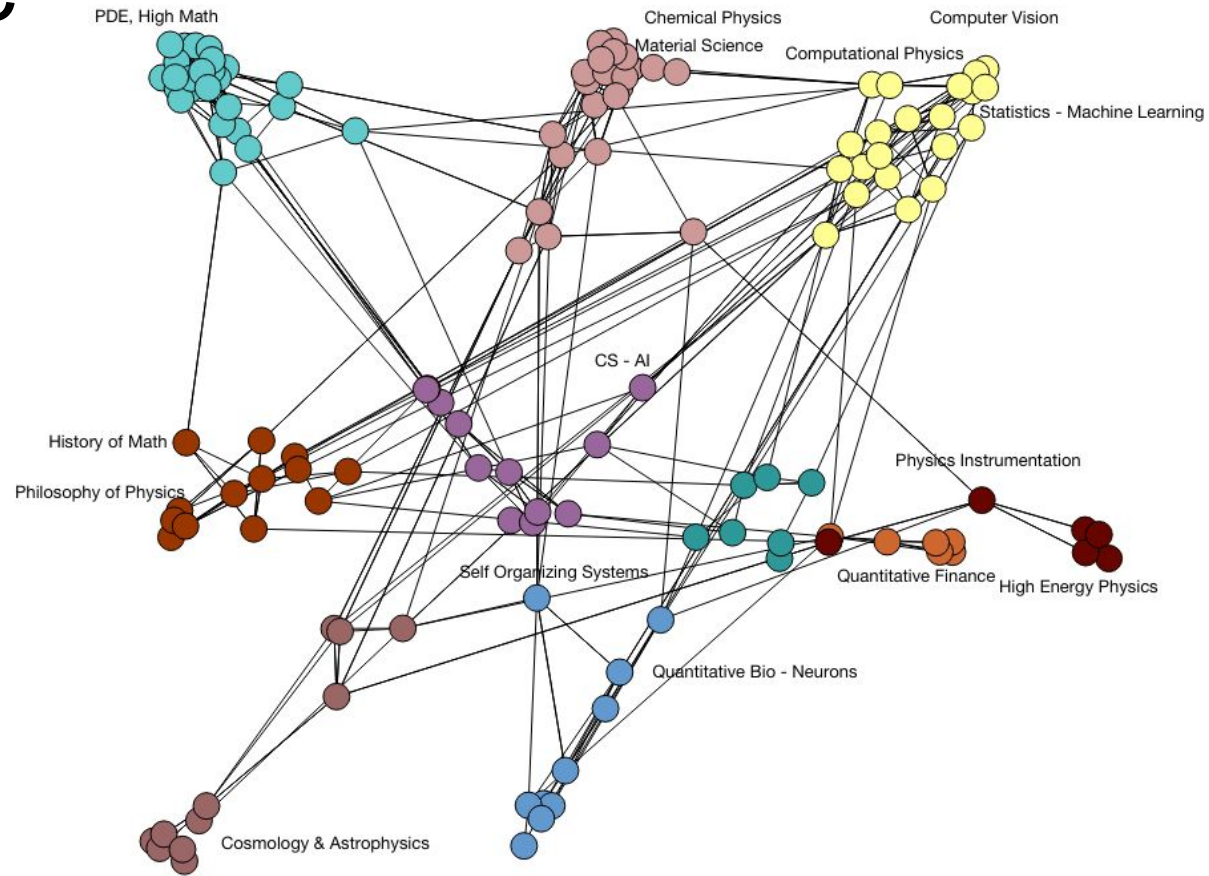 PDE, High Math
Chemical Physics
Computer Vision
Material Science
Computational Physics
Statistics - Machine Learning
CS - AI
History of Math
Philosophy of Physics
Physics Instrumentation
Self Organizing Systems
Quantitative Finance
High Energy Physics
Quantitative Bio - Neurons
Cosmology & Astrophysics